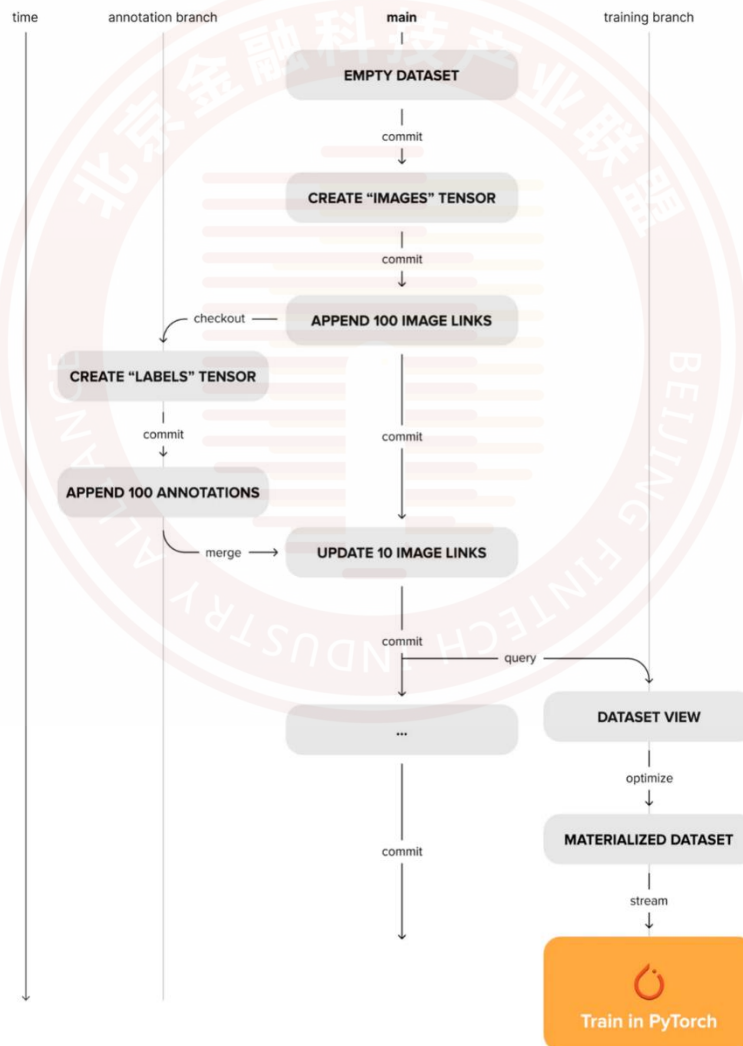 time
annotation branch
main
training branch
EMPTY DATASET
commit
CREATE “IMAGES” TENSOR
commit
checkout
APPEND 100 IMAGE LINKS
CREATE “LABELS” TENSOR
commit
commit
APPEND 100 ANNOTATIONS
merge
UPDATE 10 IMAGE LINKS
commit
query
...
DATASET VIEW
optimize
MATERIALIZED DATASET
commit
stream
Train in PyTorch
北京金融科技产业联盟
BEIJING FINTECH INDUSTRY ALLIANCE